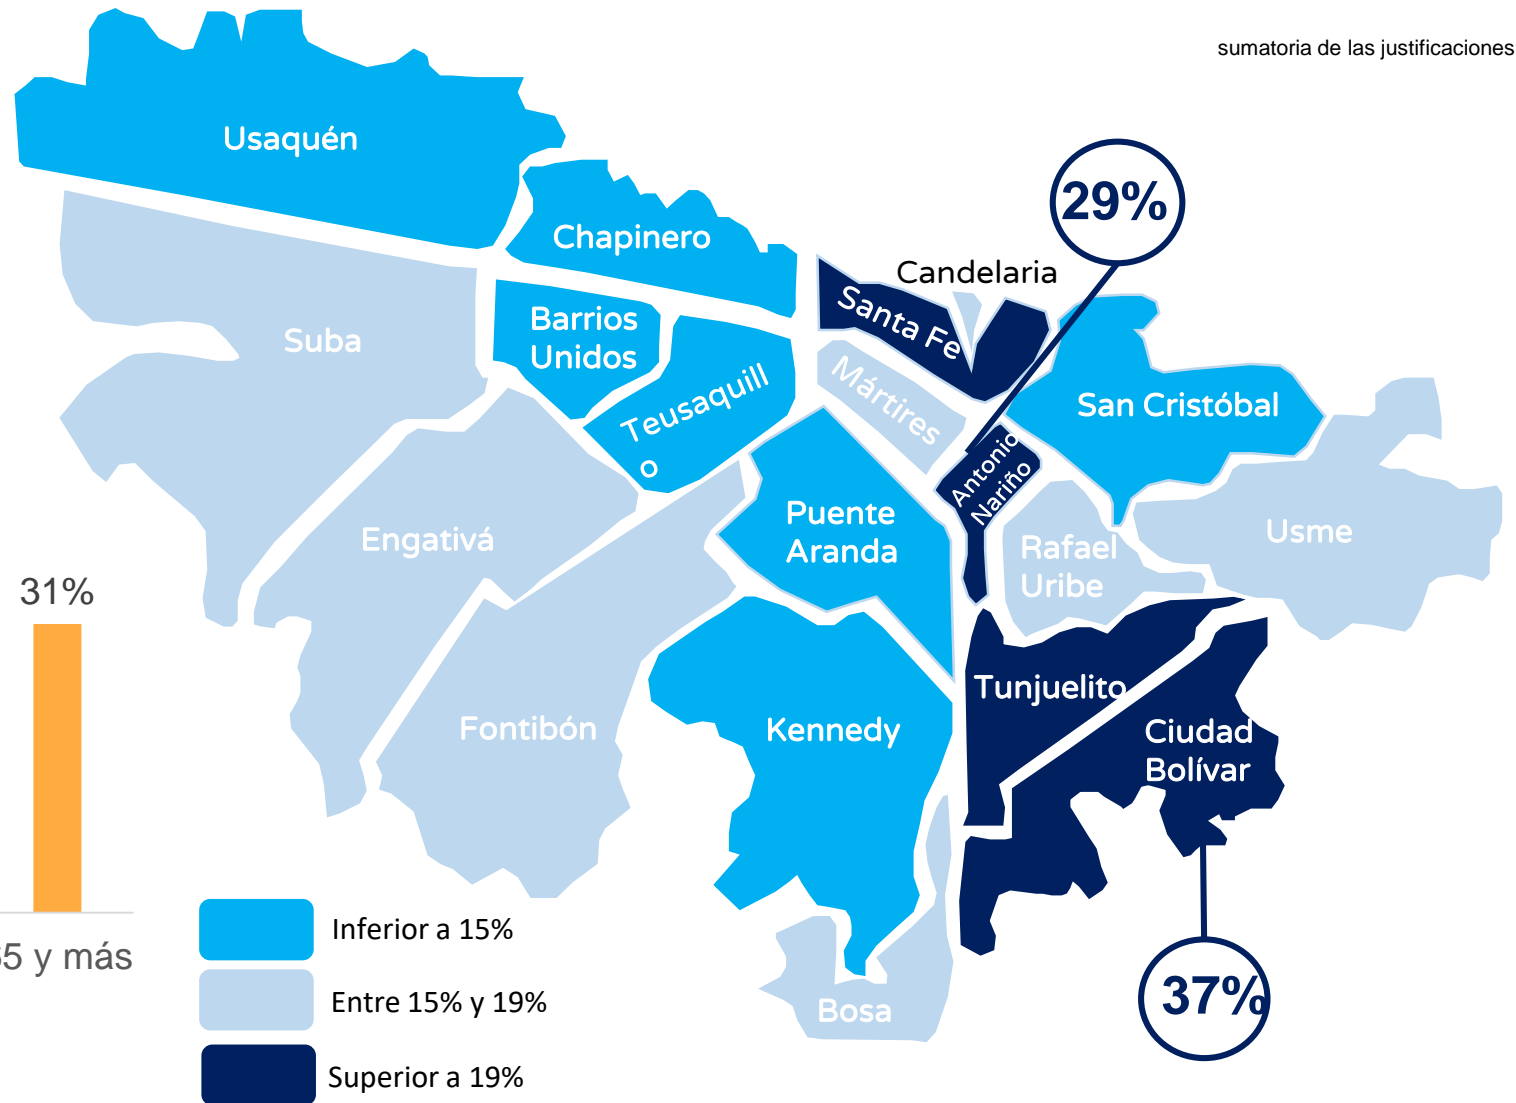 sumatoria de las justificaciones
Usaquén
Chapinero
29%
Candelaria
Santa Fe
Barrios
Unidos
Suba
Teusaquill
o
Mártires
San Cristóbal
Antonio
Nariño
Puente
Aranda
Engativá
Rafael
Uribe
Usme
31%
Tunjuelito
Fontibón
Kennedy
Ciudad
Bolívar
5 y más
Inferior a 15%
Entre 15% y 19%
Superior a 19%
Bosa
37%